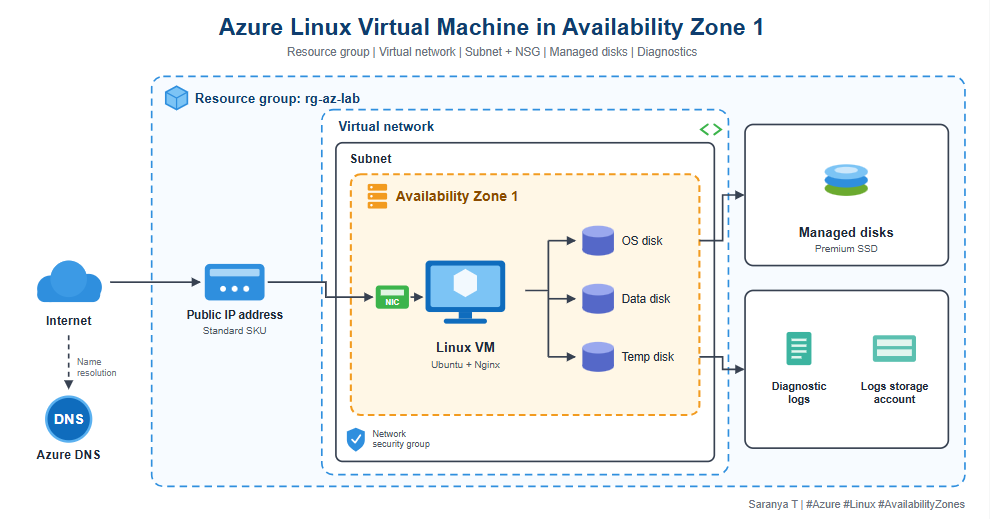 Azure Linux Virtual Machine in Availability Zone 1
Resource group | Virtual network | Subnet + NSG | Managed disks | Diagnostics
Resource group: rg-az-lab
Virtual network
Subnet
Availability Zone 1
OS disk
Managed disks
Premium SSD
Internet
Public IP address
Standard SKU
NIC
Data disk
Linux VM
Ubuntu + Nginx
Temp disk
Name
resolution
DNS
Azure DNS
Diagnostic
logs
Logs storage
account
Network
security group
Saranya T | #Azure #Linux #AvailabilityZones